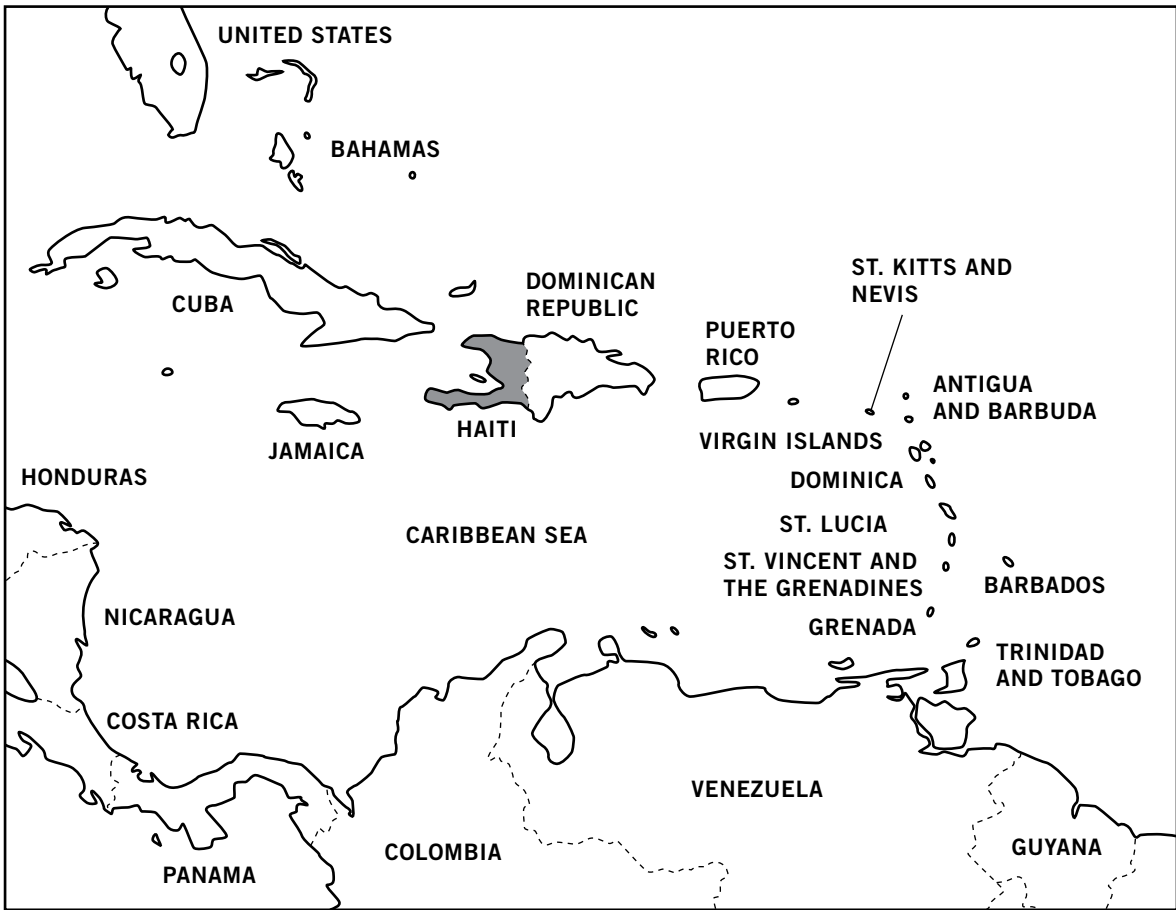 UNITED STATES
BAHAMAS
CUBA
DOMINICAN
REPUBLIC
ST. KITTS AND
NEVIS
PUERTO
RICO
ANTIGUA
AND BARBUDA
HAITI
JAMAICA
VIRGIN ISLANDS
HONDURAS
DOMINICA
CARIBBEAN SEA
ST. LUCIA
ST. VINCENT AND
THE GRENADINES
BARBADOS
NICARAGUA
GRENADA
TRINIDAD
AND TOBAGO
COSTA RICA
VENEZUELA
COLOMBIA
GUYANA
PANAMA